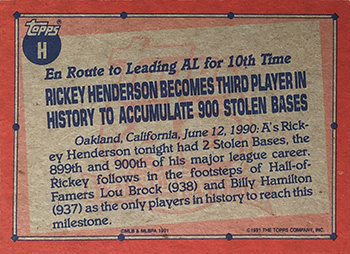 Topps
H
En Route to Leading AL for 10th Time
RICKEY HENDERSON BECOMES THIRD PLAYER IN
HISTORY TO ACCUMULATE 900 STOLEN BASES
Oakland, California, June 12, 1990: A's Rick-
ey Henderson tonight had 2 Stolen Bases, the
899th and 900th of his major league career.
Rickey follows in the footsteps of Hall-of-
Famers Lou Brock (938) and Billy Hamilton
(937) as the only players in history to reach this
milestone.
©MLB & MLBPA 1991 ©1991 THE TOPPS COMPANY, INC.